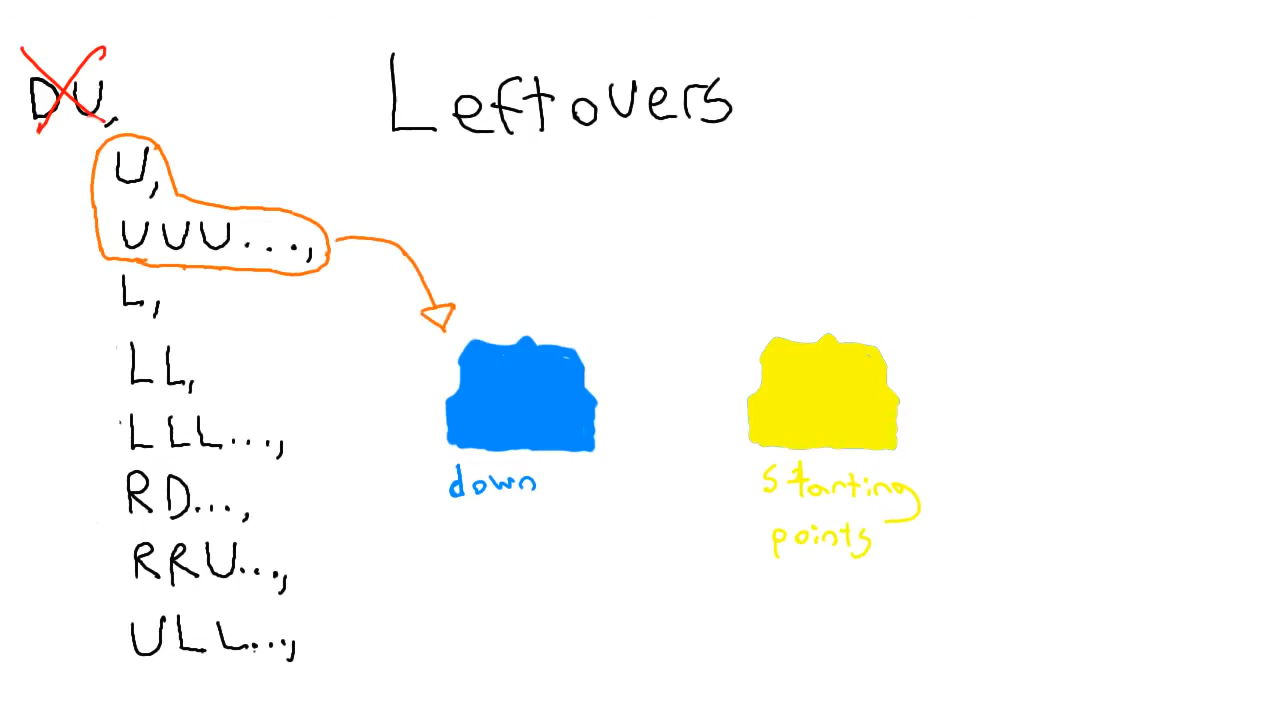 DU,
Leftovers
U,
UUU...,
L,
LL,
LLL...,
RD...,
RRU...,
ULL...,
down
starting
points